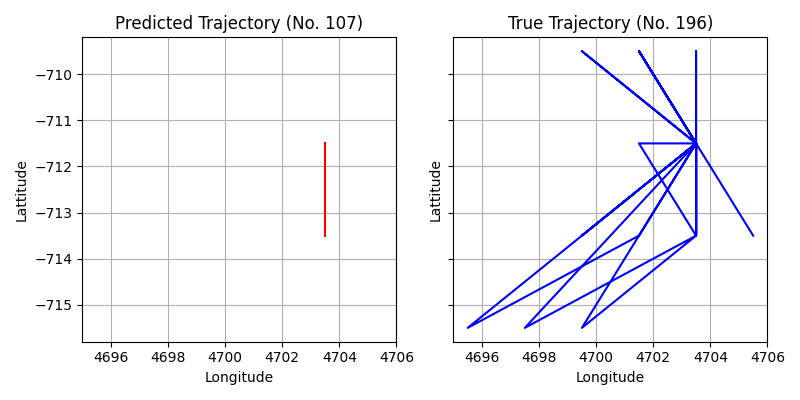 Predicted Trajectory (No. 107)
True Trajectory (No. 196)
Lattitude
−710
−711
−712
−713
−714
−715
4696 4698 4700 4702 4704 4706
Longitude
Lattitude
4696 4698 4700 4702 4704 4706
Longitude